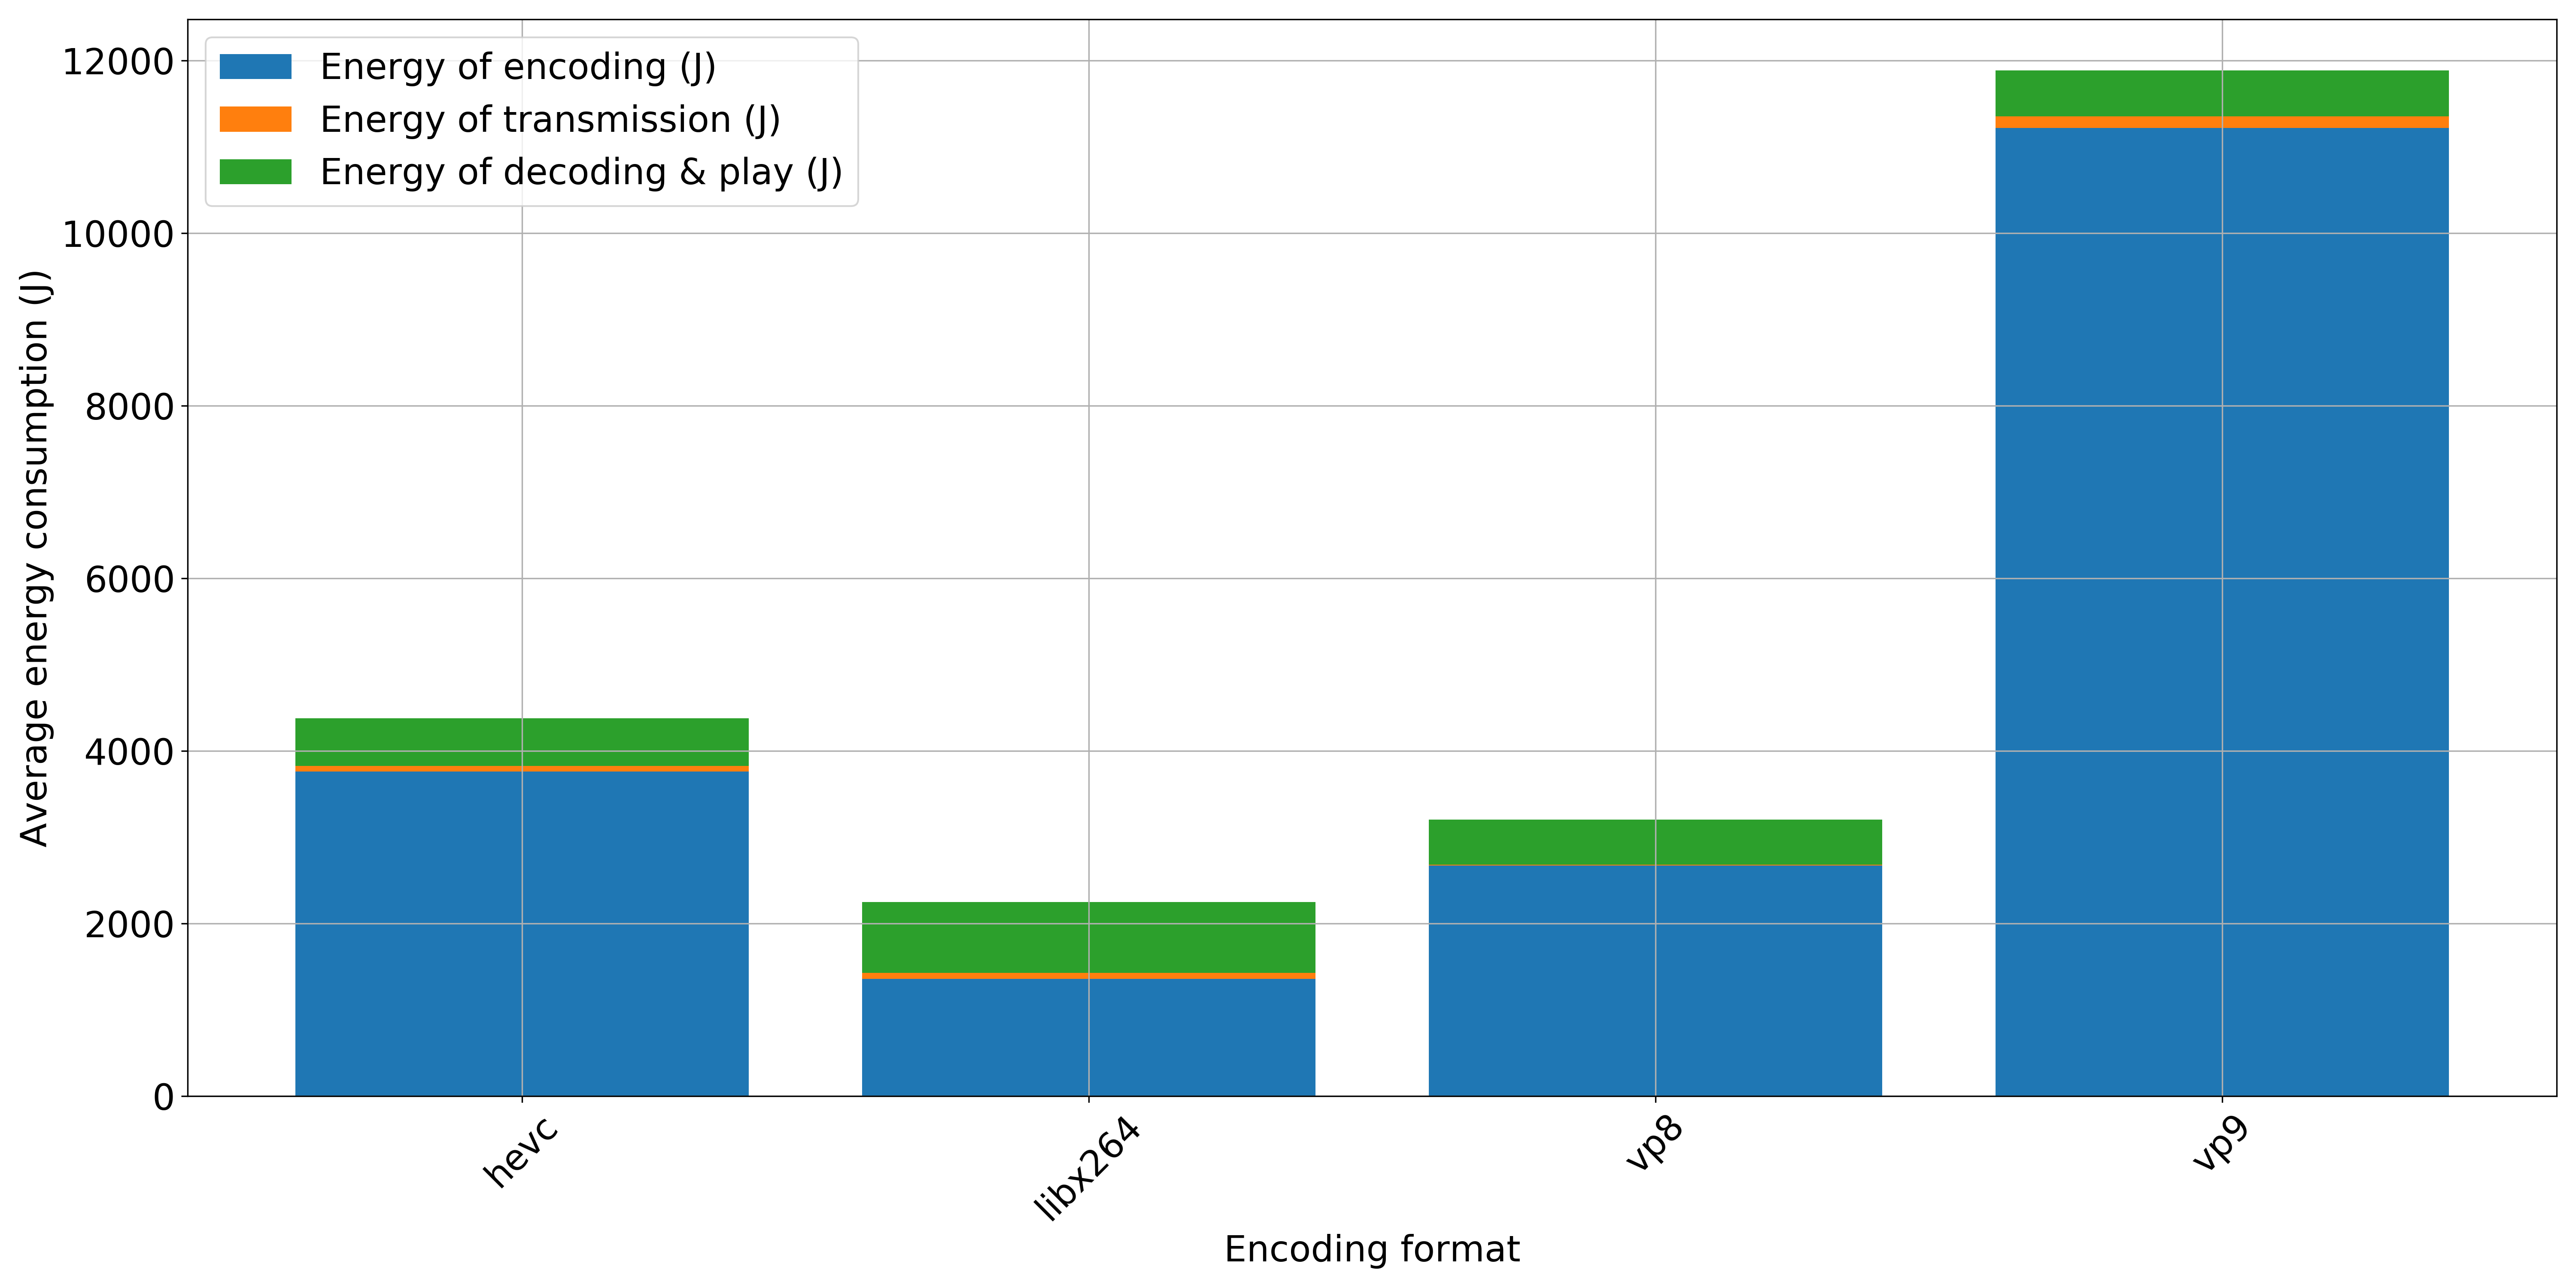 12000
10000
8000
6000
4000
2000
0
Average energy consumption (J)
Energy of encoding (J)
Energy of transmission (J)
Energy of decoding & play (J)
hevc
libx264
vp8
vp9
Encoding format